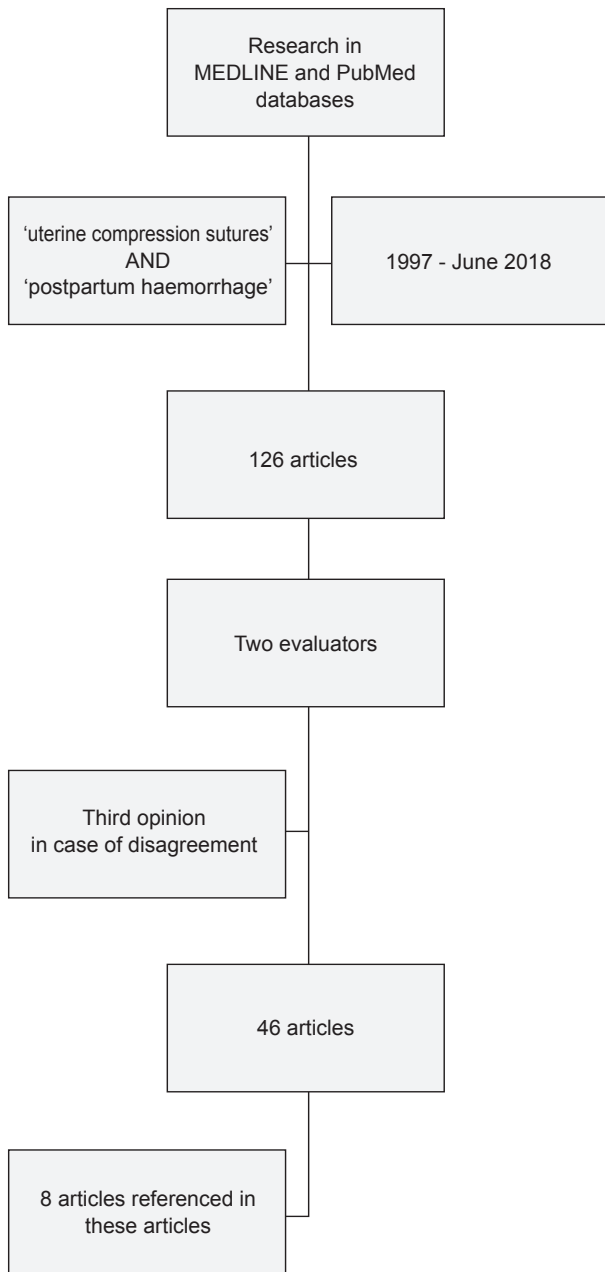 Research in
MEDLINE and PubMed
databases
‘uterine compression sutures’
AND
‘postpartum haemorrhage’
1997 - June 2018
126 articles
Two evaluators
Third opinion
in case of disagreement
46 articles
8 articles referenced in
these articles